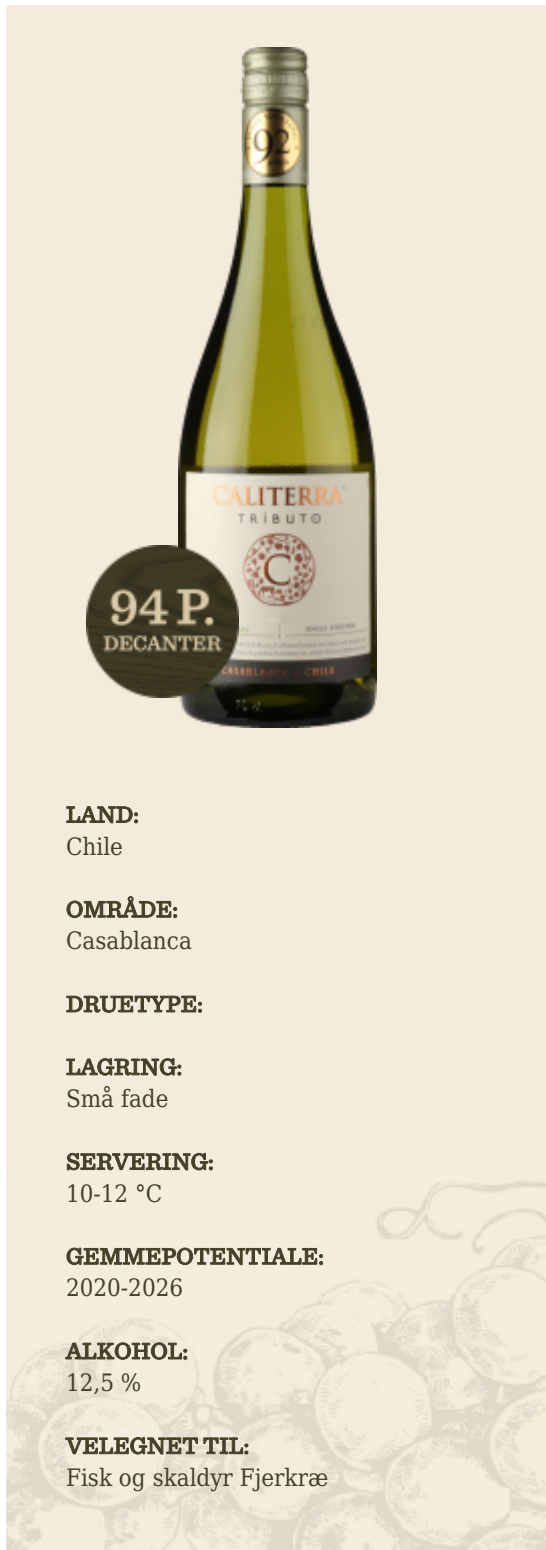 92
CALITERRA
TRIBUTO
C
94 P.
DECANTER
CASABLANCA - CHILE
LAND:
Chile
OMRÅDE:
Casablanca
DRUETYPE:
LAGRING:
Små fade
SERVERING:
10-12 °C
GEMMEPOTENTIALE:
2020-2026
ALKOHOL:
12,5 %
VELEGNET TIL:
Fisk og skaldyr Fjerkræ